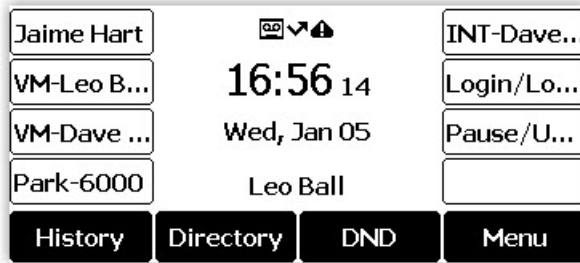 Jaime Hart
VM-Leo B...
VM-Dave ...
Park-6000
16:56 14
Wed, Jan 05
Leo Ball
INT-Dave...
Login/Lo...
Pause/U...
History Directory DND Menu